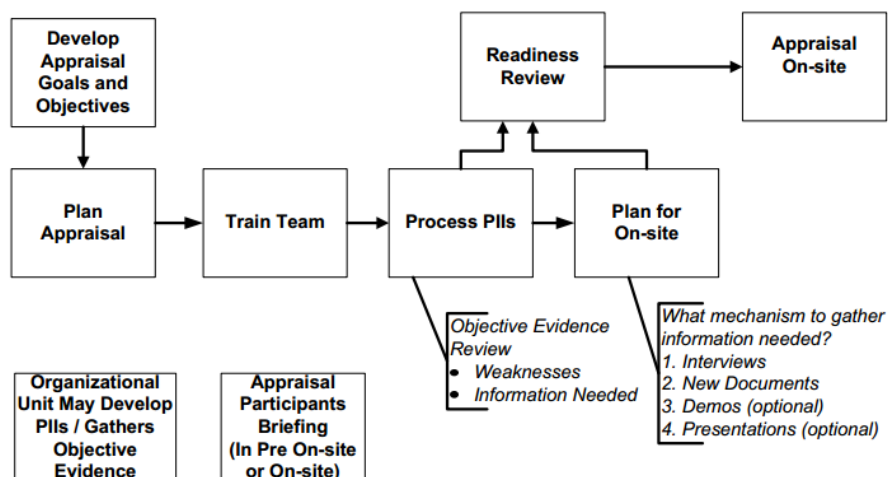 Develop
Appraisal
Goals and
Objectives
Readiness
Review
Appraisal
On-site
Plan
Appraisal
Train Team
Process PIIs
Plan for
On-site
Objective Evidence
Review
• Weaknesses
• Information Needed
What mechanism to gather
information needed?
1. Interviews
2. New Documents
3. Demos (optional)
4. Presentations (optional)
Organizational
Unit May Develop
PIIs / Gathers
Objective
Evidence
Appraisal
Participants
Briefing
(In Pre On-site
or On-site)